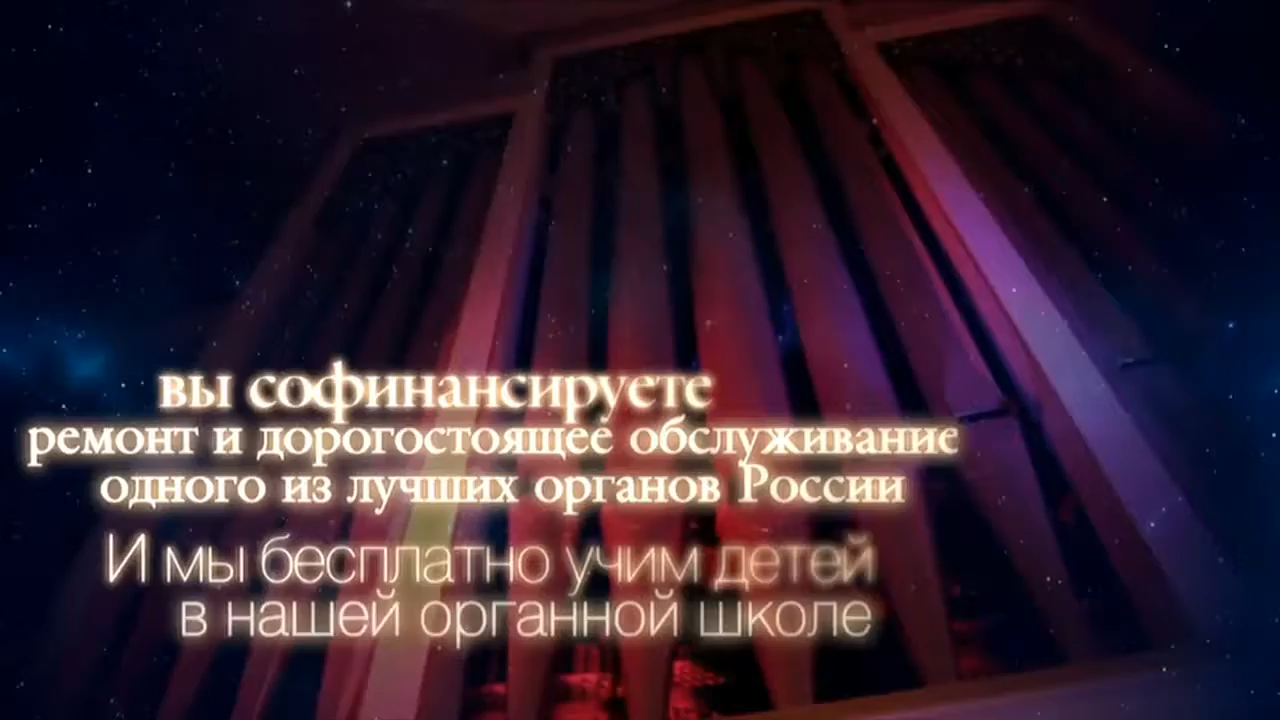 вы софинансируете
ремонт и дорогостоящее обслуживание
одного из лучших органов России
И мы бесплатно учим детей
в нашей органной школе